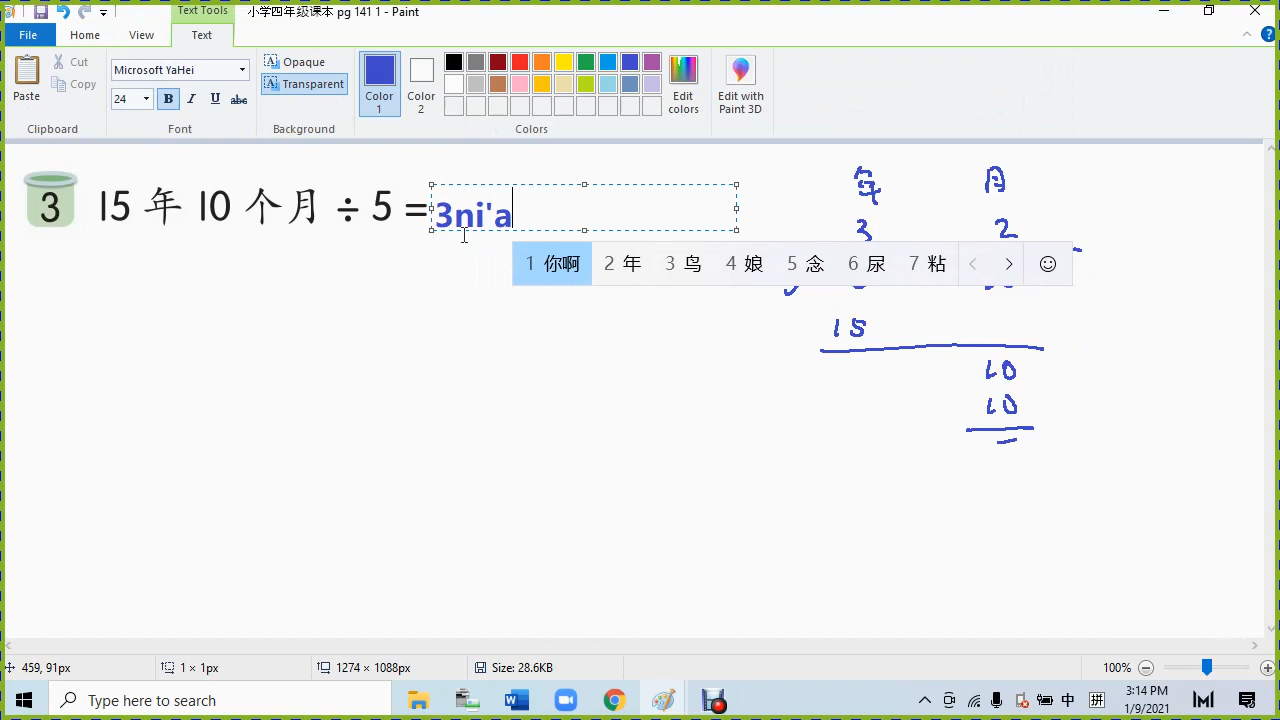 Text Tools
小学四年级课本 pg 141 1 - Paint
File Home View Text
Paste
Cut
Copy
Clipboard
Microsoft YaHei
24 B I U abc
Font
Opaque
Transparent
Background
Color 1
Color 2
Edit colors
Edit with Paint 3D
Colors
3 15 年 10 个月 ÷ 5 = 3ni'a
1 你啊 2 年 3 鸟 4 娘 5 念 6 尿 7 粘
年 月
3 2
15
10
10
459, 91px
1 × 1px
1274 × 1088px
Size: 28.6KB
100%
Type here to search
中 拼
3:14 PM
1/9/2021